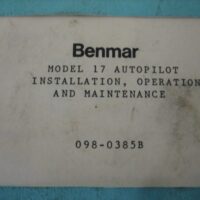 Benmar
MODEL 17 AUTOPILOT
INSTALLATION, OPERATION
AND MAINTENANCE
098-0385B